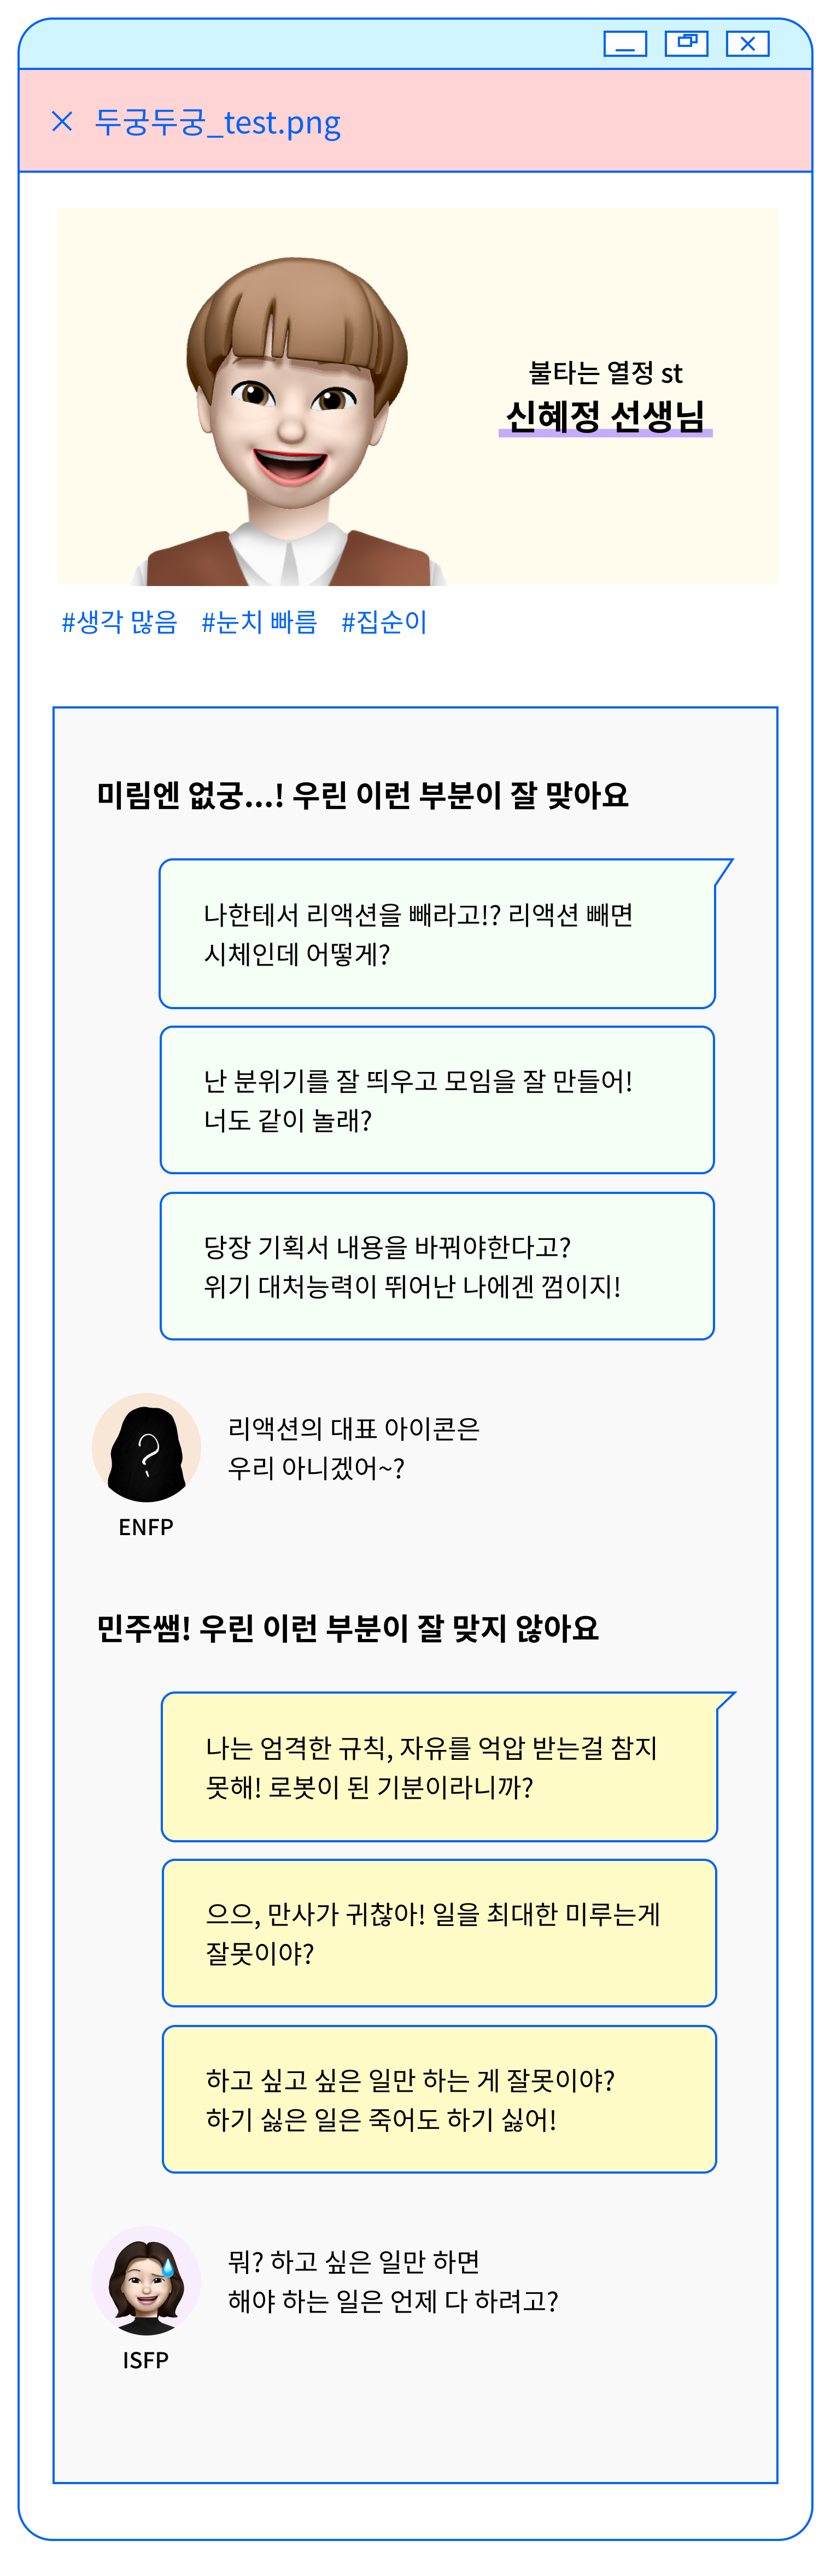 두궁두궁_test.png
불타는 열정 st
신혜정 선생님
#생각 많음 #눈치 빠름 #집순이
미림엔 없궁...! 우린 이런 부분이 잘 맞아요
나한테서 리액션을 빼라고!? 리액션 빼면
시체인데 어떻게?
난 분위기를 잘 띄우고 모임을 잘 만들어!
너도 같이 놀래?
당장 기획서 내용을 바꿔야한다고?
위기 대처능력이 뛰어난 나에겐 껌이지!
?
리액션의 대표 아이콘은
우리 아니겠어~?
ENFP
민주쌤! 우린 이런 부분이 잘 맞지 않아요
나는 엄격한 규칙, 자유를 억압 받는걸 참지
못해! 로봇이 된 기분이라니까?
으으, 만사가 귀찮아! 일을 최대한 미루는게
잘못이야?
하고 싶고 싶은 일만 하는 게 잘못이야?
하기 싫은 일은 죽어도 하기 싫어!
뭐? 하고 싶은 일만 하면
해야 하는 일은 언제 다 하려고?
ISFP